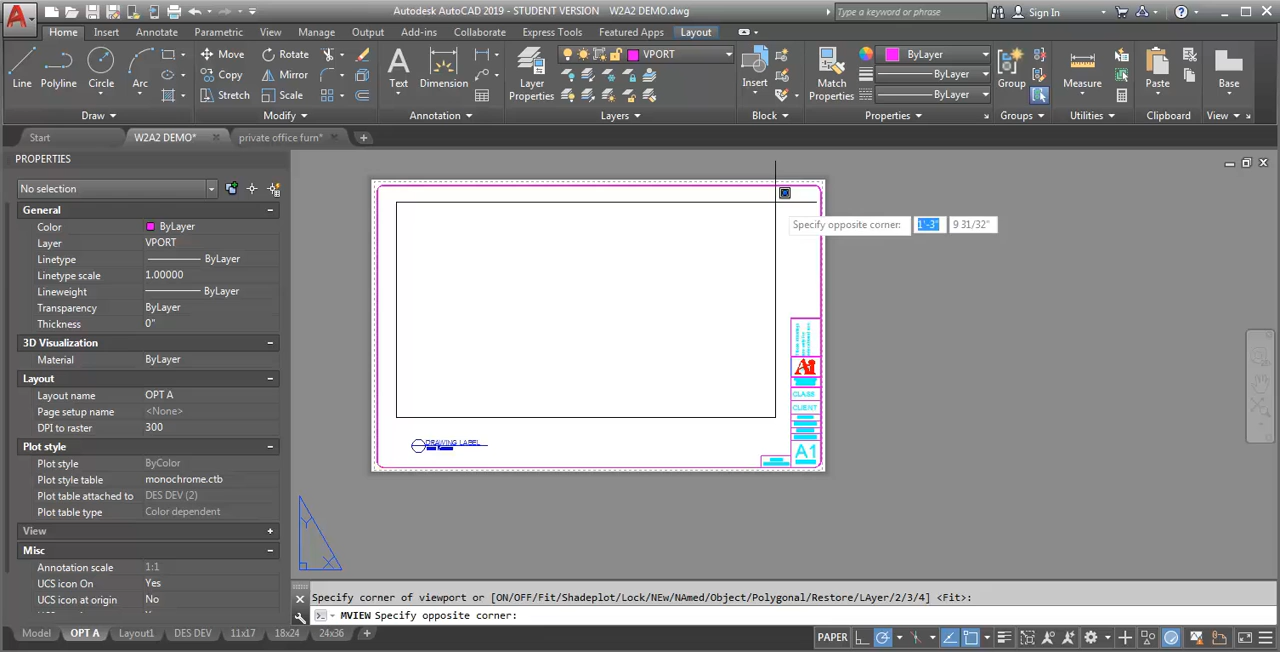 Autodesk AutoCAD 2019 - STUDENT VERSION W2A2 DEMO.dwg
Type a keyword or phrase
Sign In
Home Insert Annotate Parametric View Manage Output Add-ins Collaborate Express Tools Featured Apps Layout
Line
Polyline
Circle
Arc
Move
Copy
Stretch
Rotate
Mirror
Scale
Text
Dimension
Layer
Properties
VPORT
Insert
Match
Properties
ByLayer
ByLayer
ByLayer
Group
Measure
Paste
Base
Draw
Modify
Annotation
Layers
Block
Properties
Groups
Utilities
Clipboard
View
Start
W2A2 DEMO*
private office furn*
PROPERTIES
No selection
General
Color ByLayer
Layer VPORT
Linetype ByLayer
Linetype scale 1.00000
Lineweight ByLayer
Transparency ByLayer
Thickness 0"
3D Visualization
Material ByLayer
Layout
Layout name OPT A
Page setup name <None>
DPI to raster 300
Plot style
Plot style ByColor
Plot style table monochrome.ctb
Plot table attached to DES DEV (2)
Plot table type Color dependent
View
Misc
Annotation scale 1:1
UCS icon On Yes
UCS icon at origin No
Specify opposite corner: 1'-3" 9 31/32"
Ai
CLASS
CLIENT
A1
DRAWING LABEL
Y
X
Specify corner of viewport or [ON/OFF/Fit/Shadeplot/Lock/NEw/NAmed/Object/Polygonal/Restore/LAyer/2/3/4] <Fit>:
MVIEW Specify opposite corner:
Model OPT A Layout1 DES DEV 11x17 18x24 24x36
PAPER